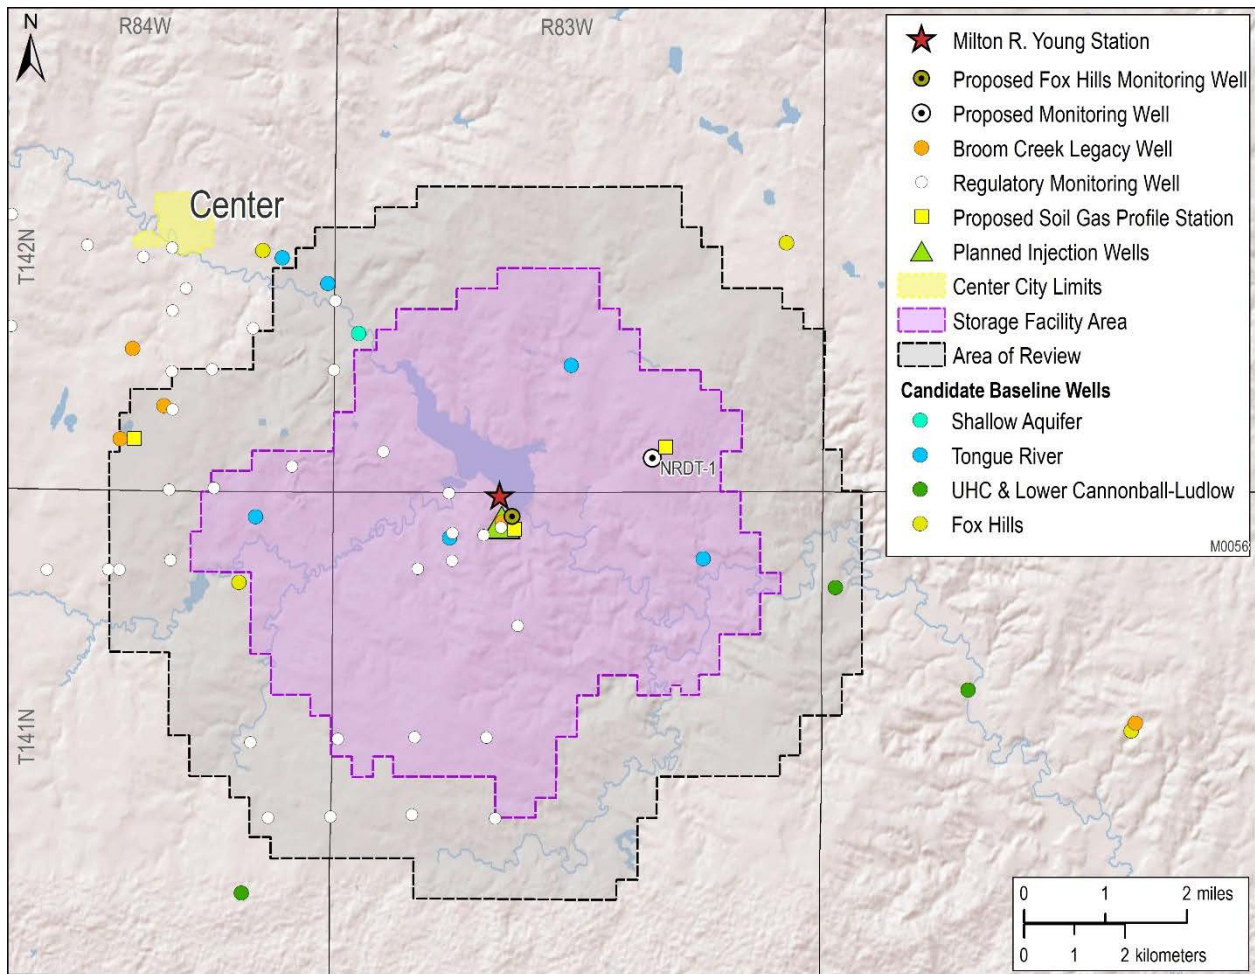 N
R84W
R83W
T142N
T141N
Center
NRDT-1
Milton R. Young Station
Proposed Fox Hills Monitoring Well
Proposed Monitoring Well
Broom Creek Legacy Well
Regulatory Monitoring Well
Proposed Soil Gas Profile Station
Planned Injection Wells
Center City Limits
Storage Facility Area
Area of Review
Candidate Baseline Wells
Shallow Aquifer
Tongue River
UHC & Lower Cannonball-Ludlow
Fox Hills
M0056
0 1 2 miles
0 1 2 kilometers